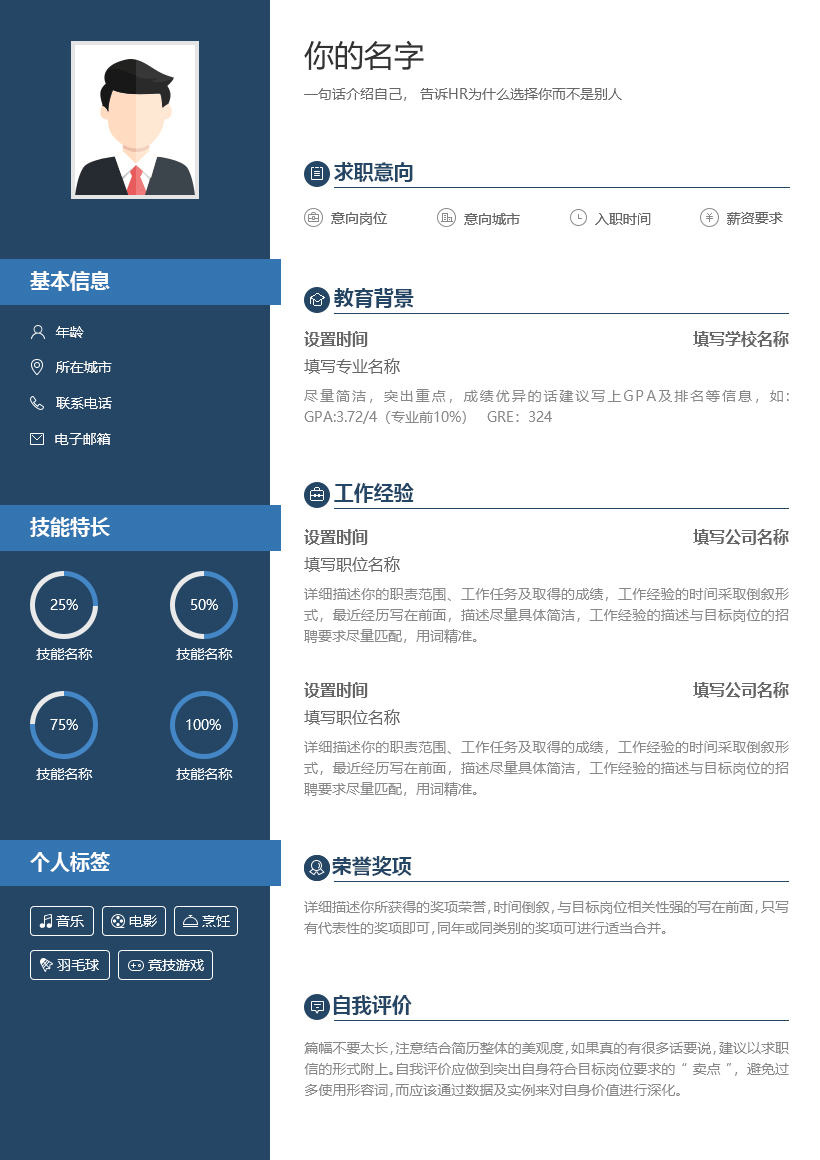 基本信息
年龄
所在城市
联系电话
电子邮箱
技能特长
25%
50%
技能名称
技能名称
75%
100%
技能名称
技能名称
个人标签
音乐
电影
烹饪
羽毛球
竞技游戏
你的名字
一句话介绍自己， 告诉HR为什么选择你而不是别人
求职意向
意向岗位
意向城市
入职时间
薪资要求
教育背景
设置时间
填写学校名称
填写专业名称
尽量简洁，突出重点，成绩优异的话建议写上GPA及排名等信息，如:
GPA:3.72/4（专业前10%） GRE：324
工作经验
设置时间
填写公司名称
填写职位名称
详细描述你的职责范围、工作任务及取得的成绩，工作经验的时间采取倒叙形
式，最近经历写在前面，描述尽量具体简洁，工作经验的描述与目标岗位的招
聘要求尽量匹配，用词精准。
设置时间
填写公司名称
填写职位名称
详细描述你的职责范围、工作任务及取得的成绩，工作经验的时间采取倒叙形
式，最近经历写在前面，描述尽量具体简洁，工作经验的描述与目标岗位的招
聘要求尽量匹配，用词精准。
荣誉奖项
详细描述你所获得的奖项荣誉，时间倒叙，与目标岗位相关性强的写在前面，只写
有代表性的奖项即可，同年或同类别的奖项可进行适当合并。
自我评价
篇幅不要太长，注意结合简历整体的美观度，如果真的有很多话要说，建议以求职
信的形式附上。自我评价应做到突出自身符合目标岗位要求的“ 卖点 ”，避免过
多使用形容词，而应该通过数据及实例来对自身价值进行深化。